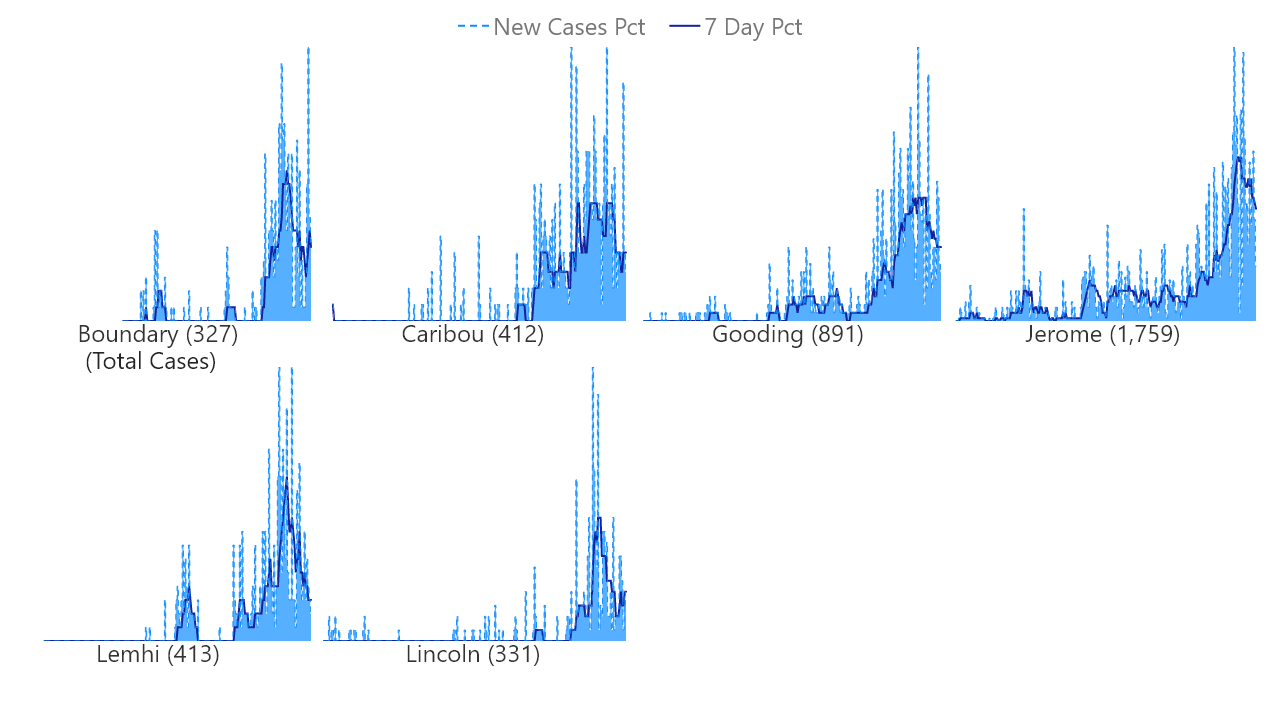 New Cases Pct 7 Day Pct
Boundary (327)
(Total Cases)
Caribou (412)
Gooding (891)
Jerome (1,759)
Lemhi (413)
Lincoln (331)